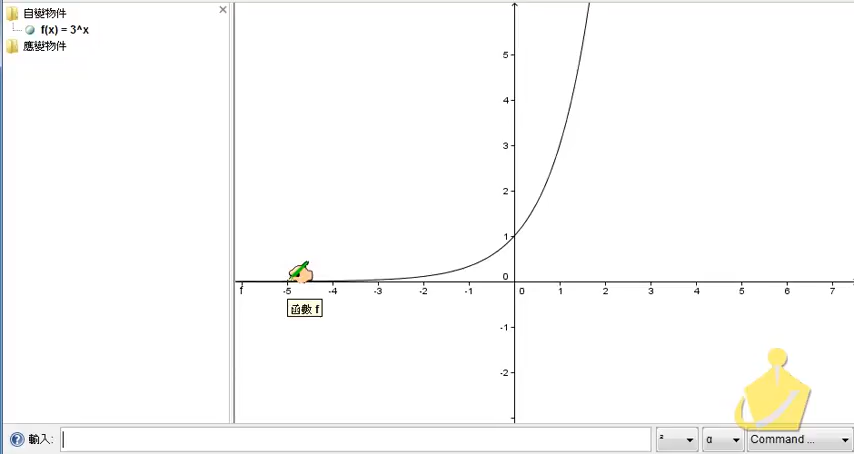 自變物件
f(x) = 3^x
應變物件
5
4
3
2
1
0
f -5 -4 -3 -2 -1 0 1 2 3 4 5 6 7
函數 f
-1
-2
輸入:
² α Command ...